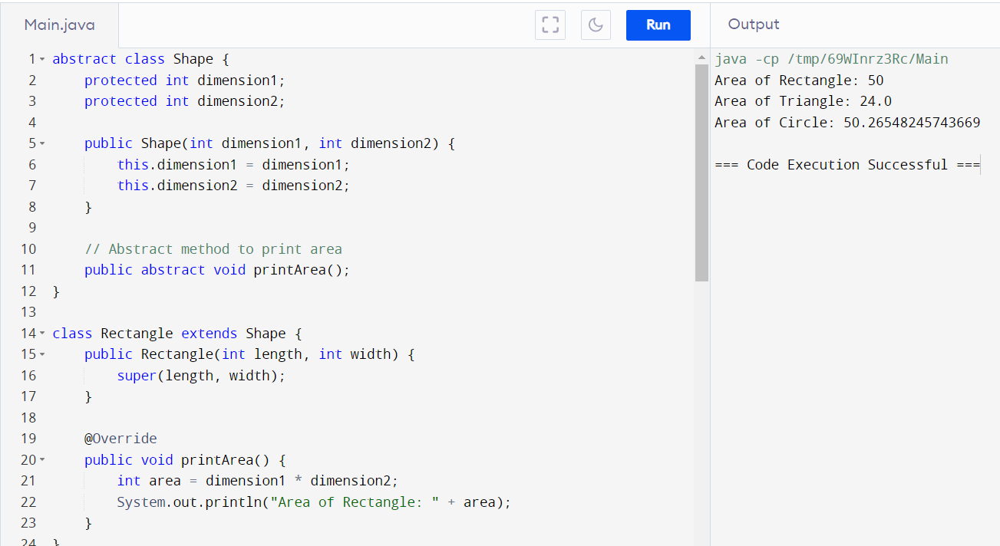 Main.java
Run
Output
1 abstract class Shape {
2     protected int dimension1;
3     protected int dimension2;
4
5     public Shape(int dimension1, int dimension2) {
6         this.dimension1 = dimension1;
7         this.dimension2 = dimension2;
8     }
9
10     // Abstract method to print area
11     public abstract void printArea();
12 }
13
14 class Rectangle extends Shape {
15     public Rectangle(int length, int width) {
16         super(length, width);
17     }
18
19     @Override
20     public void printArea() {
21         int area = dimension1 * dimension2;
22         System.out.println("Area of Rectangle: " + area);
23     }
24 }
java -cp /tmp/69WInrz3Rc/Main
Area of Rectangle: 50
Area of Triangle: 24.0
Area of Circle: 50.26548245743669
=== Code Execution Successful ===